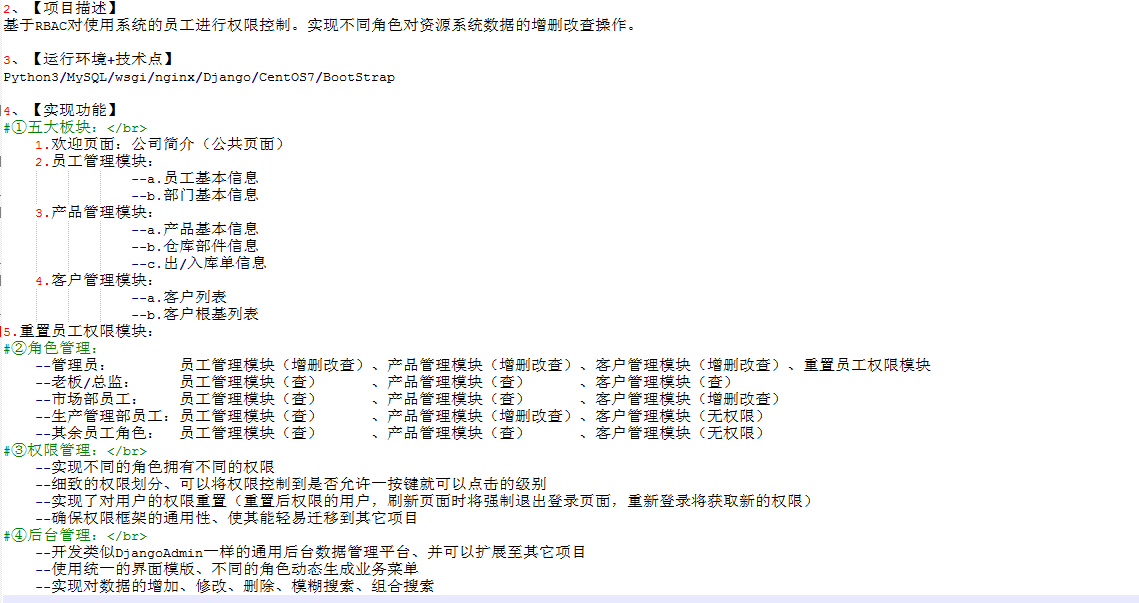 2、【项目描述】
基于RBAC对使用系统的员工进行权限控制。实现不同角色对资源系统数据的增删改查操作。
3、【运行环境+技术点】
Python3/MySQL/wsgi/nginx/Django/CentOS7/BootStrap
4、【实现功能】
#①五大板块：</br>
1.欢迎页面：公司简介（公共页面）
2.员工管理模块：
--a.员工基本信息
--b.部门基本信息
3.产品管理模块：
--a.产品基本信息
--b.仓库部件信息
--c.出/入库单信息
4.客户管理模块：
--a.客户列表
--b.客户根基列表
5.重置员工权限模块：
#②角色管理：
--管理员： 员工管理模块（增删改查）、产品管理模块（增删改查）、客户管理模块（增删改查）、重置员工权限模块
--老板/总监： 员工管理模块（查） 、产品管理模块（查） 、客户管理模块（查）
--市场部员工： 员工管理模块（查） 、产品管理模块（查） 、客户管理模块（增删改查）
--生产管理部员工：员工管理模块（查） 、产品管理模块（增删改查）、客户管理模块（无权限）
--其余员工角色： 员工管理模块（查） 、产品管理模块（查） 、客户管理模块（无权限）
#③权限管理：</br>
--实现不同的角色拥有不同的权限
--细致的权限划分、可以将权限控制到是否允许一按键就可以点击的级别
--实现了对用户的权限重置（重置后权限的用户，刷新页面时将强制退出登录页面，重新登录将获取新的权限）
--确保权限框架的通用性、使其能轻易迁移到其它项目
#④后台管理：</br>
--开发类似DjangoAdmin一样的通用后台数据管理平台、并可以扩展至其它项目
--使用统一的界面模版、不同的角色动态生成业务菜单
--实现对数据的增加、修改、删除、模糊搜索、组合搜索